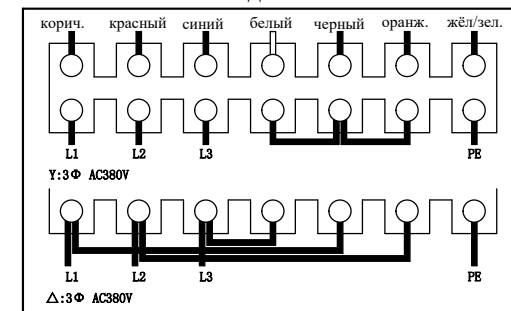 корич. красный синий белый черный оранж. жёл/зел.
L1 L2 L3 PE
Y:3Φ AC380V
L1 L2 L3 PE
△:3Φ AC380V